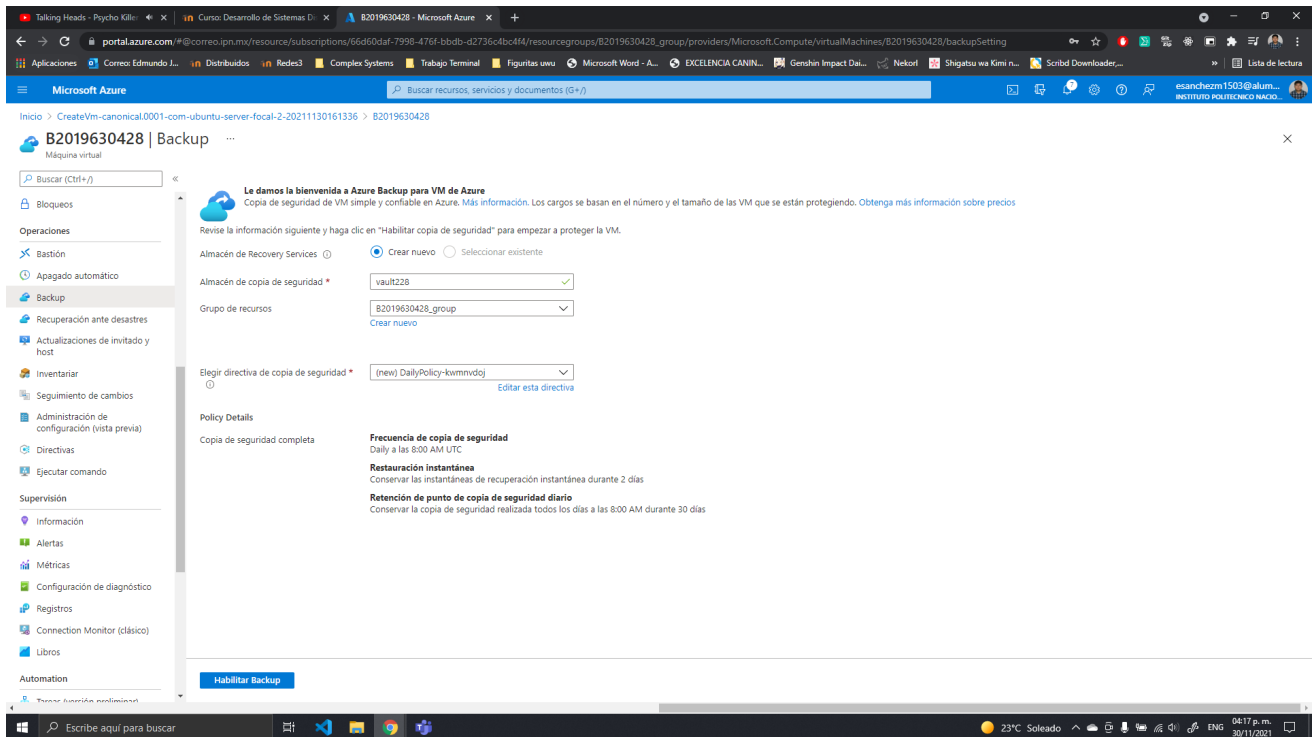 Talking Heads - Psycho Killer
Curso: Desarrollo de Sistemas Di
B2019630428 - Microsoft Azure
portal.azure.com/#@correo.ipn.mx/resource/subscriptions/66d60daf-7998-476f-bbdb-d2736c4bc4f4/resourcegroups/B2019630428_group/providers/Microsoft.Compute/virtualMachines/B2019630428/backupSetting
Aplicaciones
Correo: Edmundo J...
Distribuidos
Redes3
Complex Systems
Trabajo Terminal
Figuritas uwu
Microsoft Word - A...
EXCELENCIA CANIN...
Genshin Impact Dai...
Nekorl
Shigatsu wa Kimi n...
Scribd Downloader,...
»
Lista de lectura
Microsoft Azure
Buscar recursos, servicios y documentos (G+/)
7
esanchezm1503@alum...
INSTITUTO POLITECNICO NACIO...
Inicio > CreateVm-canonical.0001-com-ubuntu-server-focal-2-20211130161336 > B2019630428
B2019630428 | Backup ...
Máquina virtual
Buscar (Ctrl+/)
«
Bloqueos
Operaciones
Bastión
Apagado automático
Backup
Recuperación ante desastres
Actualizaciones de invitado y
host
Inventariar
Seguimiento de cambios
Administración de
configuración (vista previa)
Directivas
Ejecutar comando
Supervisión
Información
Alertas
Métricas
Configuración de diagnóstico
Registros
Connection Monitor (clásico)
Libros
Automation
Tareas (versión preliminar)
Le damos la bienvenida a Azure Backup para VM de Azure
Copia de seguridad de VM simple y confiable en Azure. Más información. Los cargos se basan en el número y el tamaño de las VM que se están protegiendo. Obtenga más información sobre precios
Revise la información siguiente y haga clic en "Habilitar copia de seguridad" para empezar a proteger la VM.
Almacén de Recovery Services
Crear nuevo
Seleccionar existente
Almacén de copia de seguridad *
vault228
Grupo de recursos
B2019630428_group
Crear nuevo
Elegir directiva de copia de seguridad *
(new) DailyPolicy-kwmnvdoj
Editar esta directiva
Policy Details
Copia de seguridad completa
Frecuencia de copia de seguridad
Daily a las 8:00 AM UTC
Restauración instantánea
Conservar las instantáneas de recuperación instantánea durante 2 días
Retención de punto de copia de seguridad diario
Conservar la copia de seguridad realizada todos los días a las 8:00 AM durante 30 días
Habilitar Backup
Escribe aquí para buscar
23°C Soleado
ENG
04:17 p. m.
30/11/2021